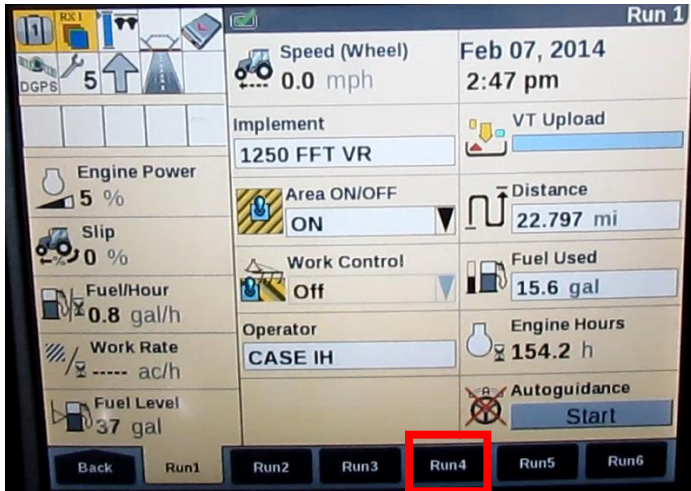 Run 1
RX 1
DGPS
5
Speed (Wheel)
0.0 mph
Feb 07, 2014
2:47 pm
Implement
1250 FFT VR
VT Upload
Engine Power
5 %
Area ON/OFF
ON
Distance
22.797 mi
Slip
0 %
Work Control
Off
Fuel Used
15.6 gal
Fuel/Hour
0.8 gal/h
Operator
CASE IH
Engine Hours
154.2 h
Work Rate
----- ac/h
Autoguidance
Start
Fuel Level
37 gal
Back Run1 Run2 Run3 Run4 Run5 Run6